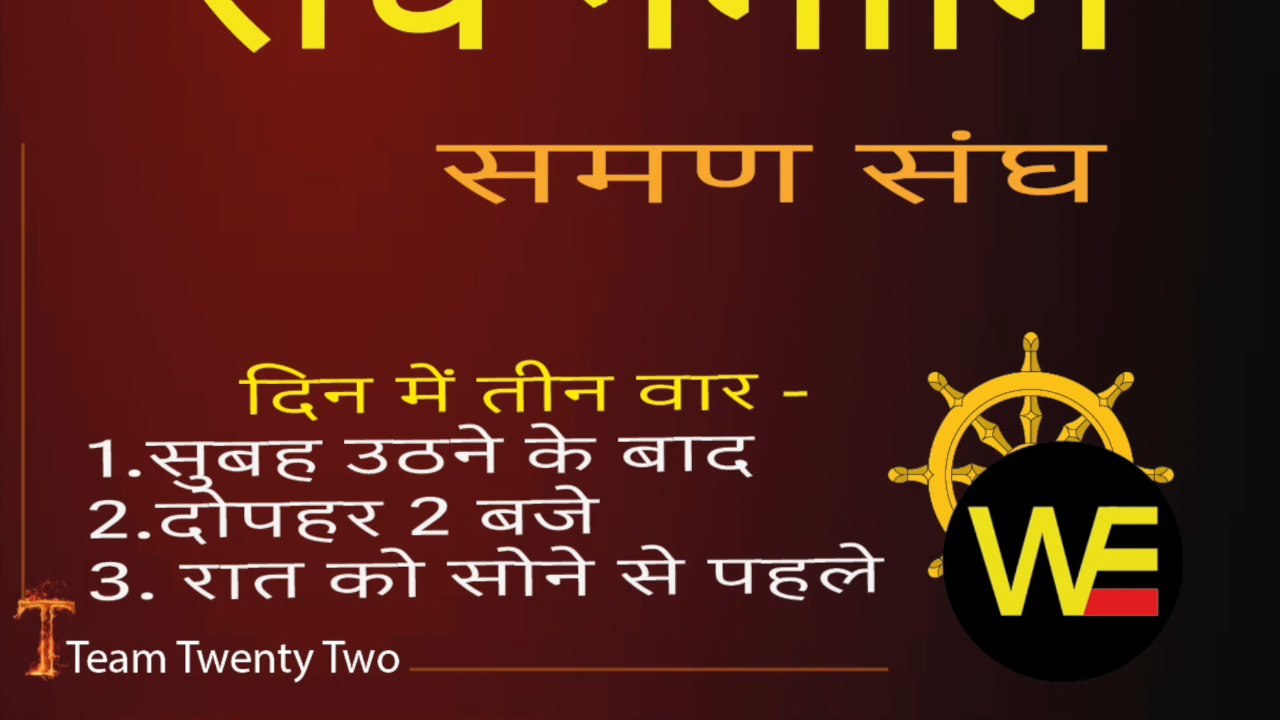 समण संघ
दिन में तीन वार -
1.सुबह उठने के बाद
2.दोपहर 2 बजे
3. रात को सोने से पहले
WE
T
Team Twenty Two